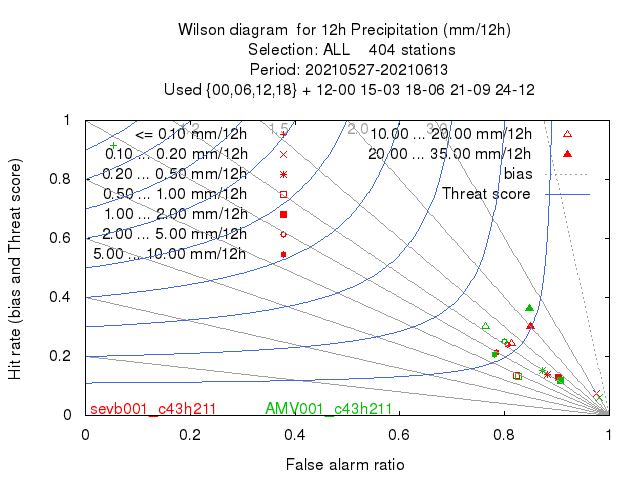 Wilson diagram  for 12h Precipitation (mm/12h)
Selection: ALL    404 stations
Period: 20210527-20210613
Used {00,06,12,18} + 12-00 15-03 18-06 21-09 24-12
Hit rate (bias and Threat score)
1
0.8
0.6
0.4
0.2
0
0
0.2
0.4
0.6
0.8
1
False alarm ratio
1.2
1.5
2.0
3.0
<= 0.10 mm/12h
0.10 ... 0.20 mm/12h
0.20 ... 0.50 mm/12h
0.50 ... 1.00 mm/12h
1.00 ... 2.00 mm/12h
2.00 ... 5.00 mm/12h
5.00 ... 10.00 mm/12h
10.00 ... 20.00 mm/12h
20.00 ... 35.00 mm/12h
bias
Threat score
sevb001_c43h211
AMV001_c43h211